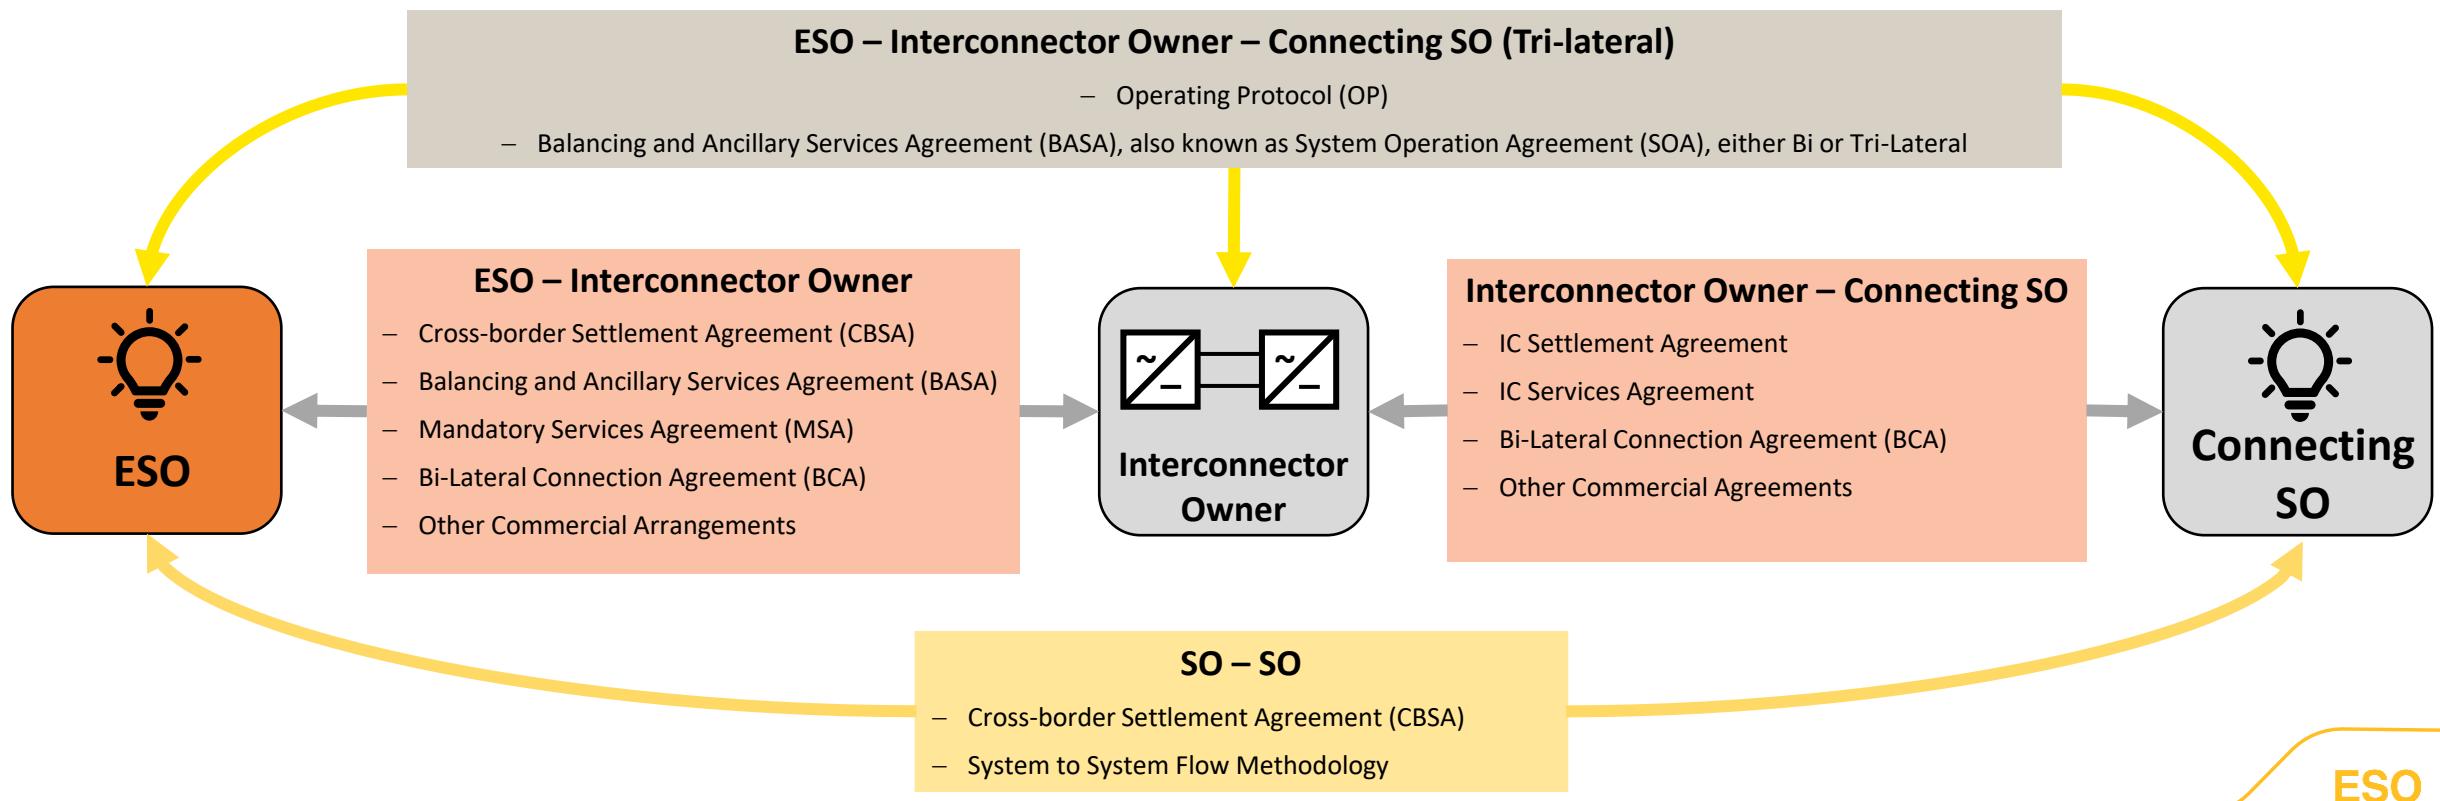 ESO – Interconnector Owner – Connecting SO (Tri-lateral)
– Operating Protocol (OP)
– Balancing and Ancillary Services Agreement (BASA), also known as System Operation Agreement (SOA), either Bi or Tri-Lateral
ESO
ESO – Interconnector Owner
– Cross-border Settlement Agreement (CBSA)
– Balancing and Ancillary Services Agreement (BASA)
– Mandatory Services Agreement (MSA)
– Bi-Lateral Connection Agreement (BCA)
– Other Commercial Arrangements
Interconnector
Owner
Interconnector Owner – Connecting SO
– IC Settlement Agreement
– IC Services Agreement
– Bi-Lateral Connection Agreement (BCA)
– Other Commercial Agreements
Connecting
SO
SO – SO
– Cross-border Settlement Agreement (CBSA)
– System to System Flow Methodology
ESO